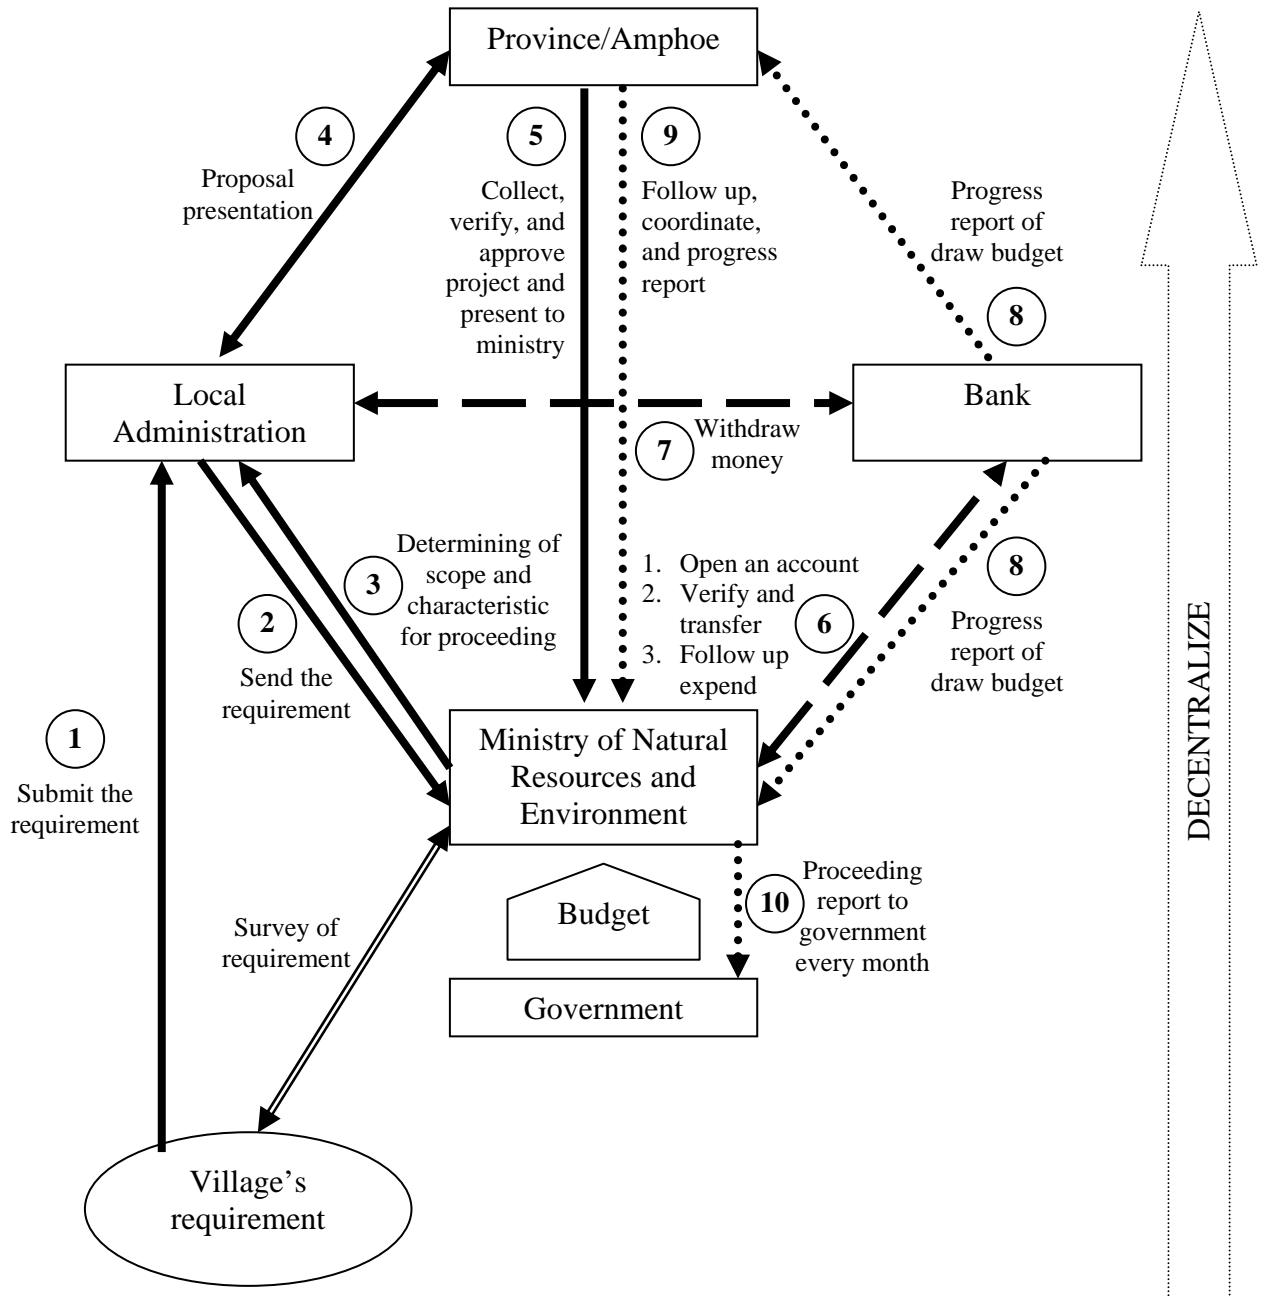 Province/Amphoe
4
Proposal
presentation
5
Collect,
verify, and
approve
project and
present to
ministry
9
Follow up,
coordinate,
and progress
report
Progress
report of
draw budget
8
Local
Administration
Bank
7
Withdraw
money
3
Determining of
scope and
characteristic
for proceeding
2
Send the
requirement
1. Open an account
2. Verify and
transfer
3. Follow up
expend
6
8
Progress
report of
draw budget
1
Submit the
requirement
Ministry of Natural
Resources and
Environment
Survey of
requirement
Budget
10
Proceeding
report to
government
every month
Government
Village’s
requirement
DECENTRALIZE